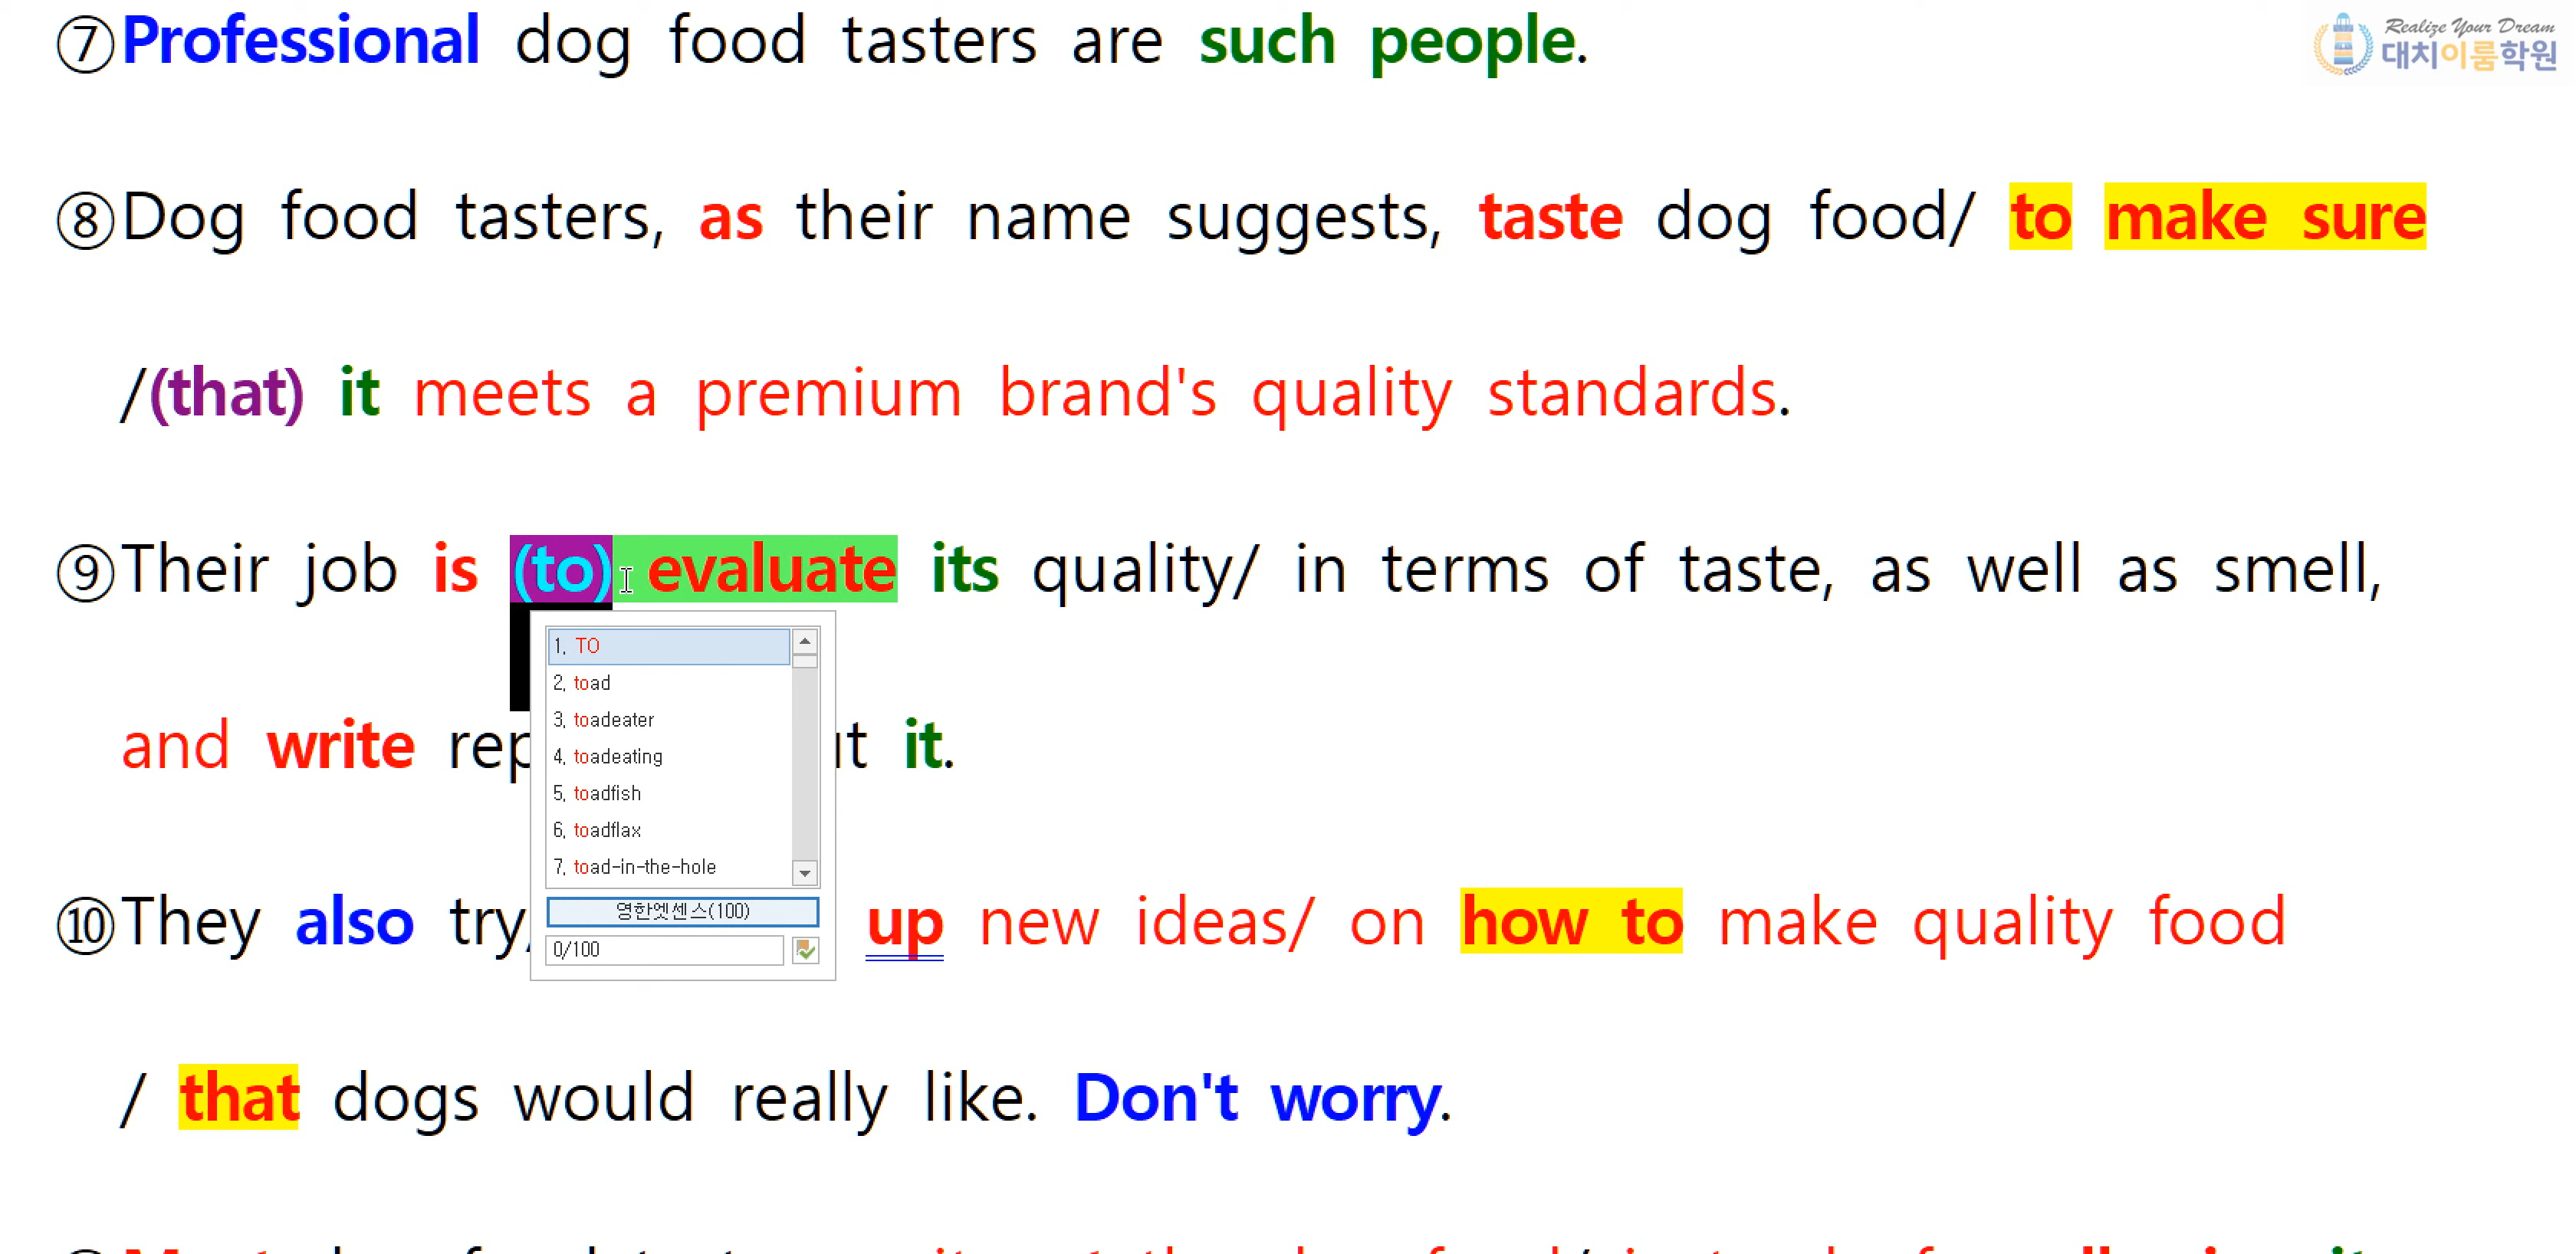 ⑦Professional dog food tasters are such people.
Realize Your Dream
대치이룸학원
⑧Dog food tasters, as their name suggests, taste dog food/ to make sure
/(that) it meets a premium brand's quality standards.
⑨Their job is (to) evaluate its quality/ in terms of taste, as well as smell,
1. TO
2. toad
3. toadeater
4. toadeating
5. toadfish
6. toadflax
7. toad-in-the-hole
영한엣센스(100)
0/100
and write it.
⑩They also try/ up new ideas/ on how to make quality food
/ that dogs would really like. Don't worry.